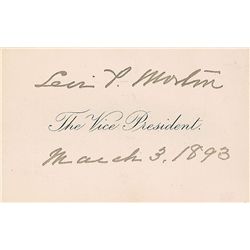 Levi P. Morton
The Vice President.
March 3, 1893